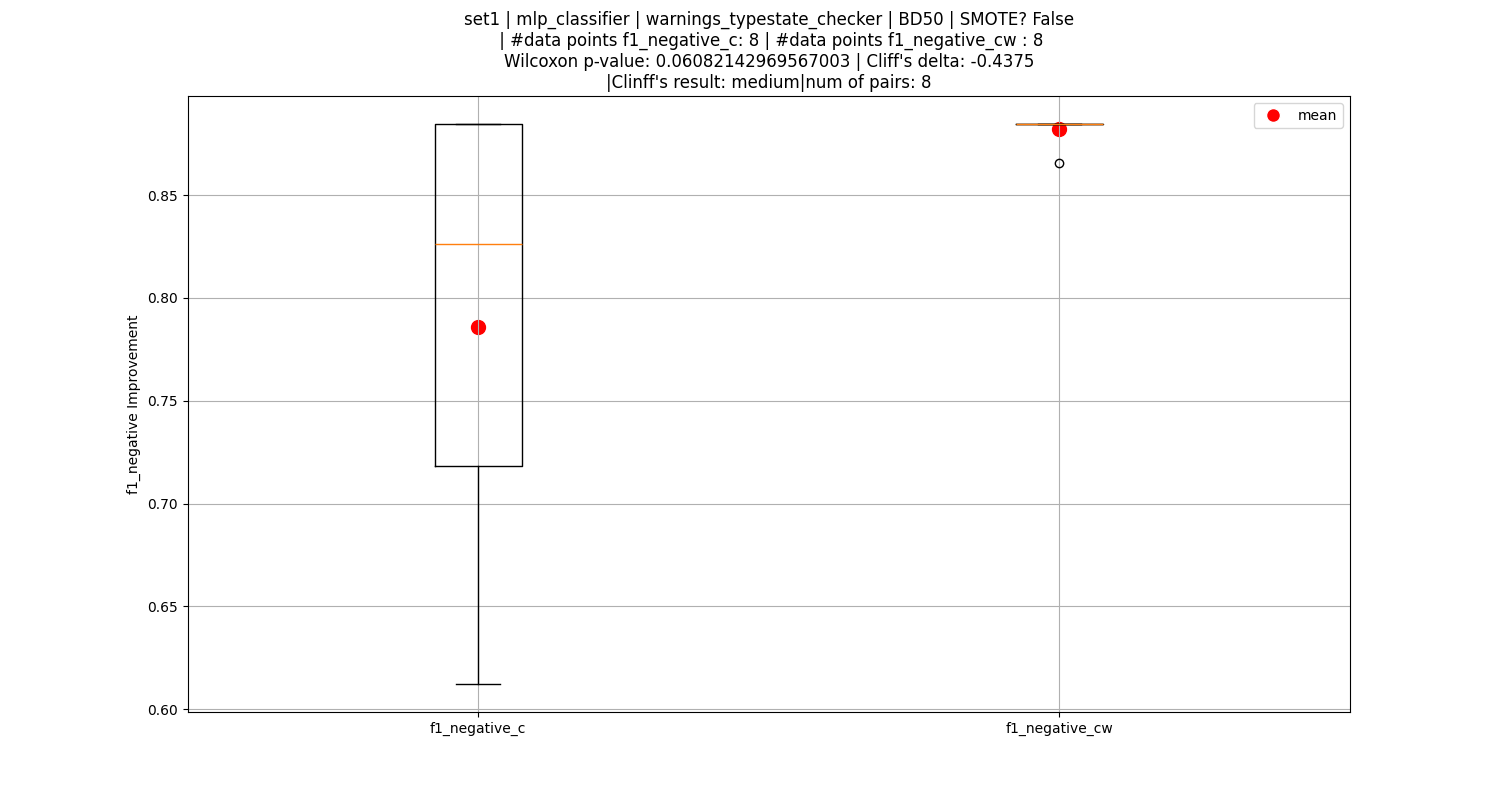 set1 | mlp_classifier | warnings_typestate_checker | BD50 | SMOTE? False
| #data points f1_negative_c: 8 | #data points f1_negative_cw : 8
Wilcoxon p-value: 0.06082142969567003 | Cliff's delta: -0.4375
|Clinff's result: medium|num of pairs: 8
mean
0.85
0.80
0.75
0.70
0.65
0.60
f1_negative Improvement
f1_negative_c
f1_negative_cw